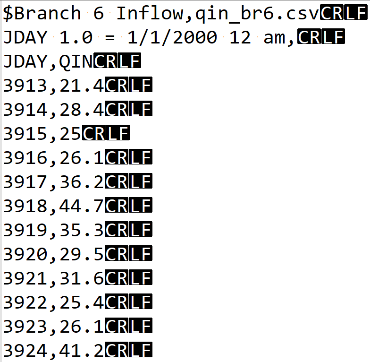 $Branch 6 Inflow,qin_br6.csvCRLF
JDAY 1.0 = 1/1/2000 12 am,CRLF
JDAY,QINCRLF
3913,21.4CRLF
3914,28.4CRLF
3915,25CRLF
3916,26.1CRLF
3917,36.2CRLF
3918,44.7CRLF
3919,35.3CRLF
3920,29.5CRLF
3921,31.6CRLF
3922,25.4CRLF
3923,26.1CRLF
3924,41.2CRLF